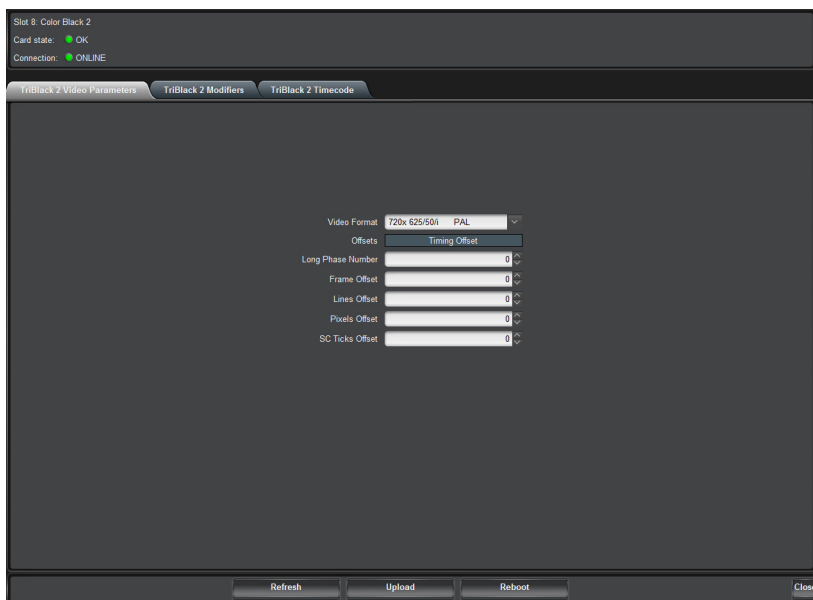 Slot 8: Color Black 2
Card state: OK
Connection: ONLINE
TriBlack 2 Video Parameters TriBlack 2 Modifiers TriBlack 2 Timecode
Video Format 720x 625/50/i PAL
Offsets Timing Offset
Long Phase Number 0
Frame Offset 0
Lines Offset 0
Pixels Offset 0
SC Ticks Offset 0
Refresh Upload Reboot Close